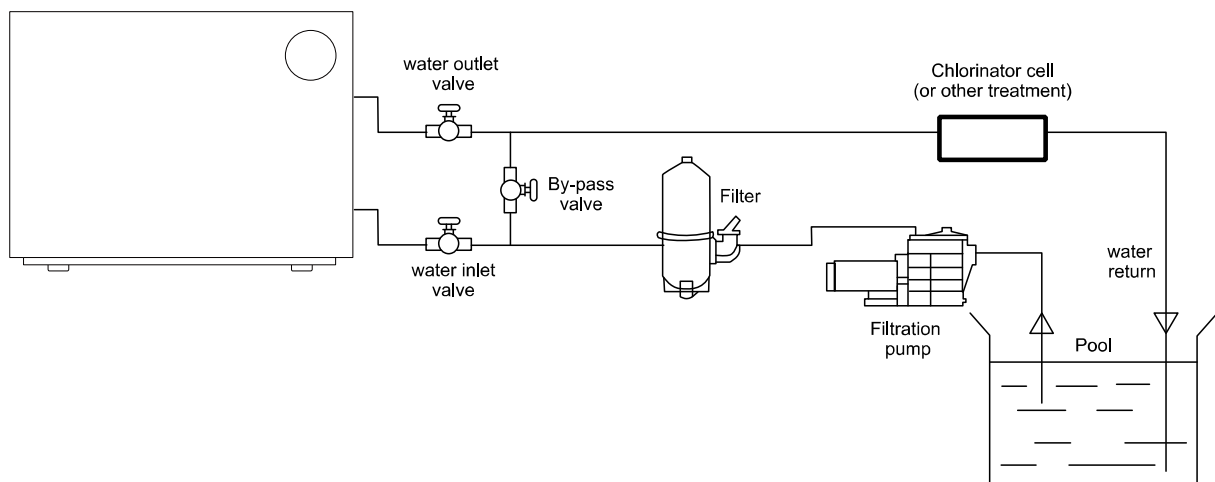 water outlet
valve
Chlorinator cell
(or other treatment)
By-pass
valve
Filter
water inlet
valve
water
return
Filtration
pump
Pool